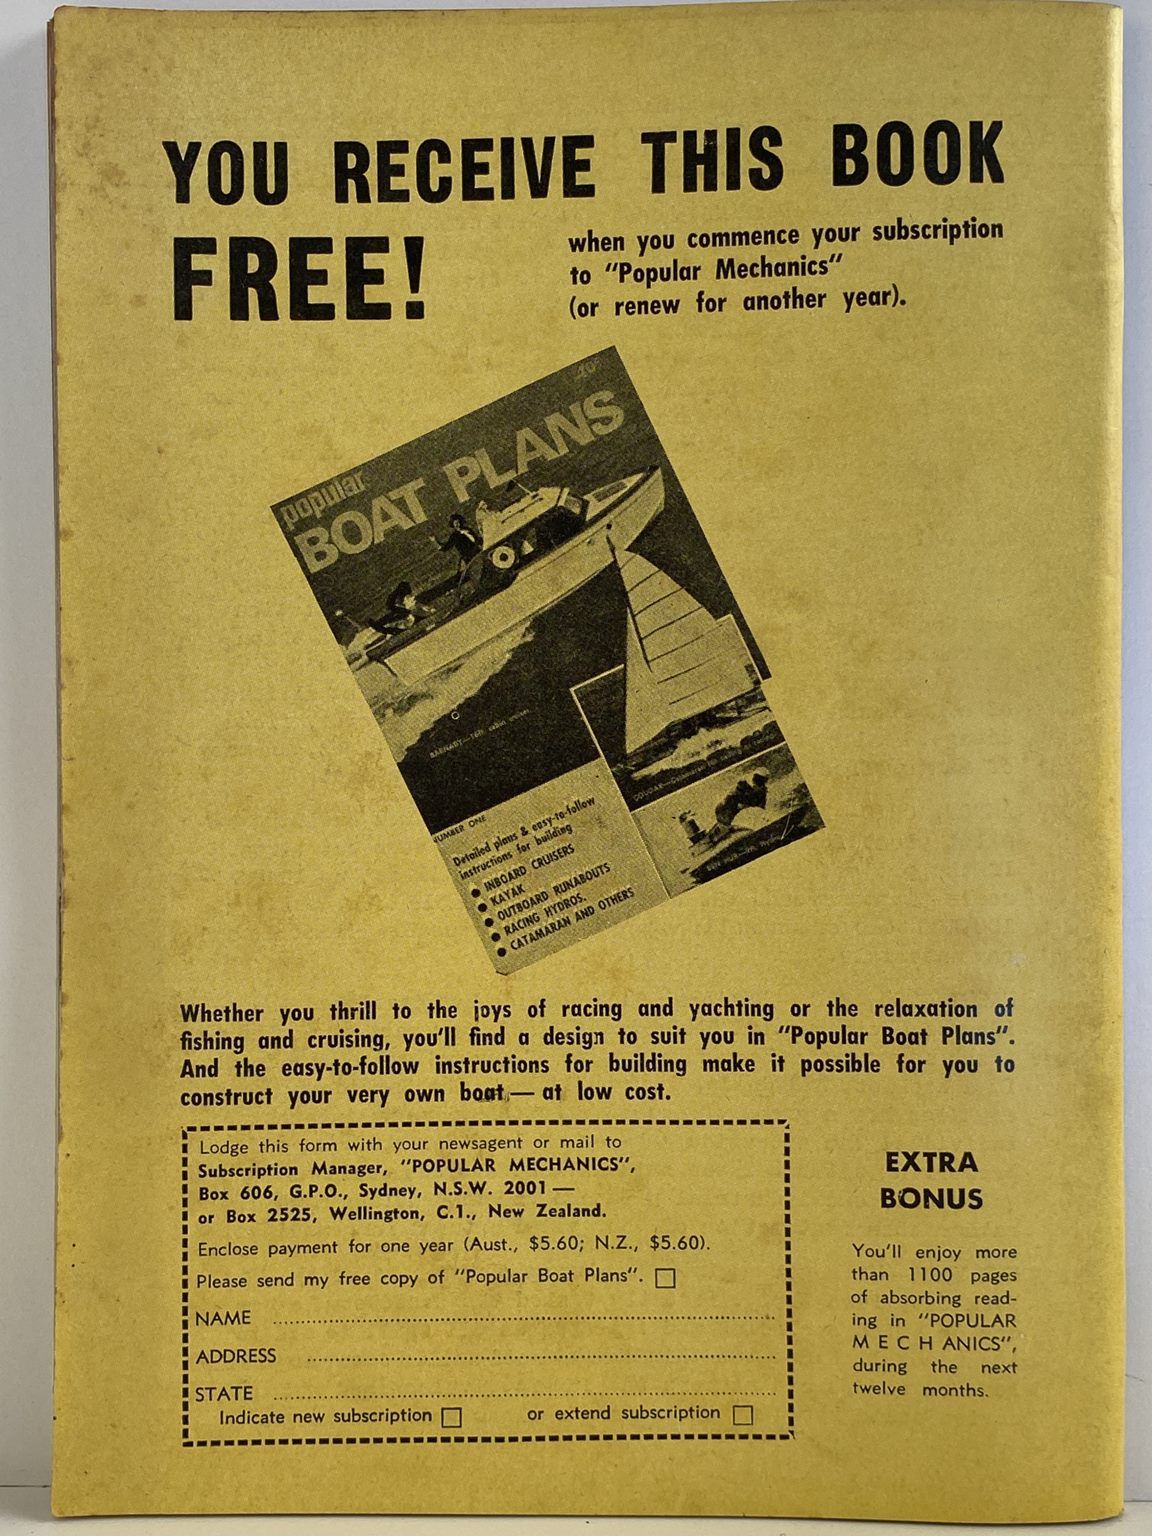 YOU RECEIVE THIS BOOK
FREE!
when you commence your subscription
to "Popular Mechanics"
(or renew for another year).
40c
popular
BOAT PLANS
BARNABY—
COUGAR—
BEN HUR—
NUMBER ONE
Detailed plans & easy-to-follow
instructions for building
● INBOARD CRUISERS
● KAYAK
● OUTBOARD RUNABOUTS
● RACING HYDROS.
● CATAMARAN AND OTHERS
Whether you thrill to the joys of racing and yachting or the relaxation of
fishing and cruising, you'll find a design to suit you in "Popular Boat Plans".
And the easy-to-follow instructions for building make it possible for you to
construct your very own boat — at low cost.
Lodge this form with your newsagent or mail to
Subscription Manager, "POPULAR MECHANICS",
Box 606, G.P.O., Sydney, N.S.W. 2001 —
or Box 2525, Wellington, C.1., New Zealand.
Enclose payment for one year (Aust., $5.60; N.Z., $5.60).
Please send my free copy of "Popular Boat Plans". □
NAME
ADDRESS
STATE
Indicate new subscription □ or extend subscription □
EXTRA
BONUS
You'll enjoy more
than 1100 pages
of absorbing read-
ing in "POPULAR
MECHANICS",
during the next
twelve months.